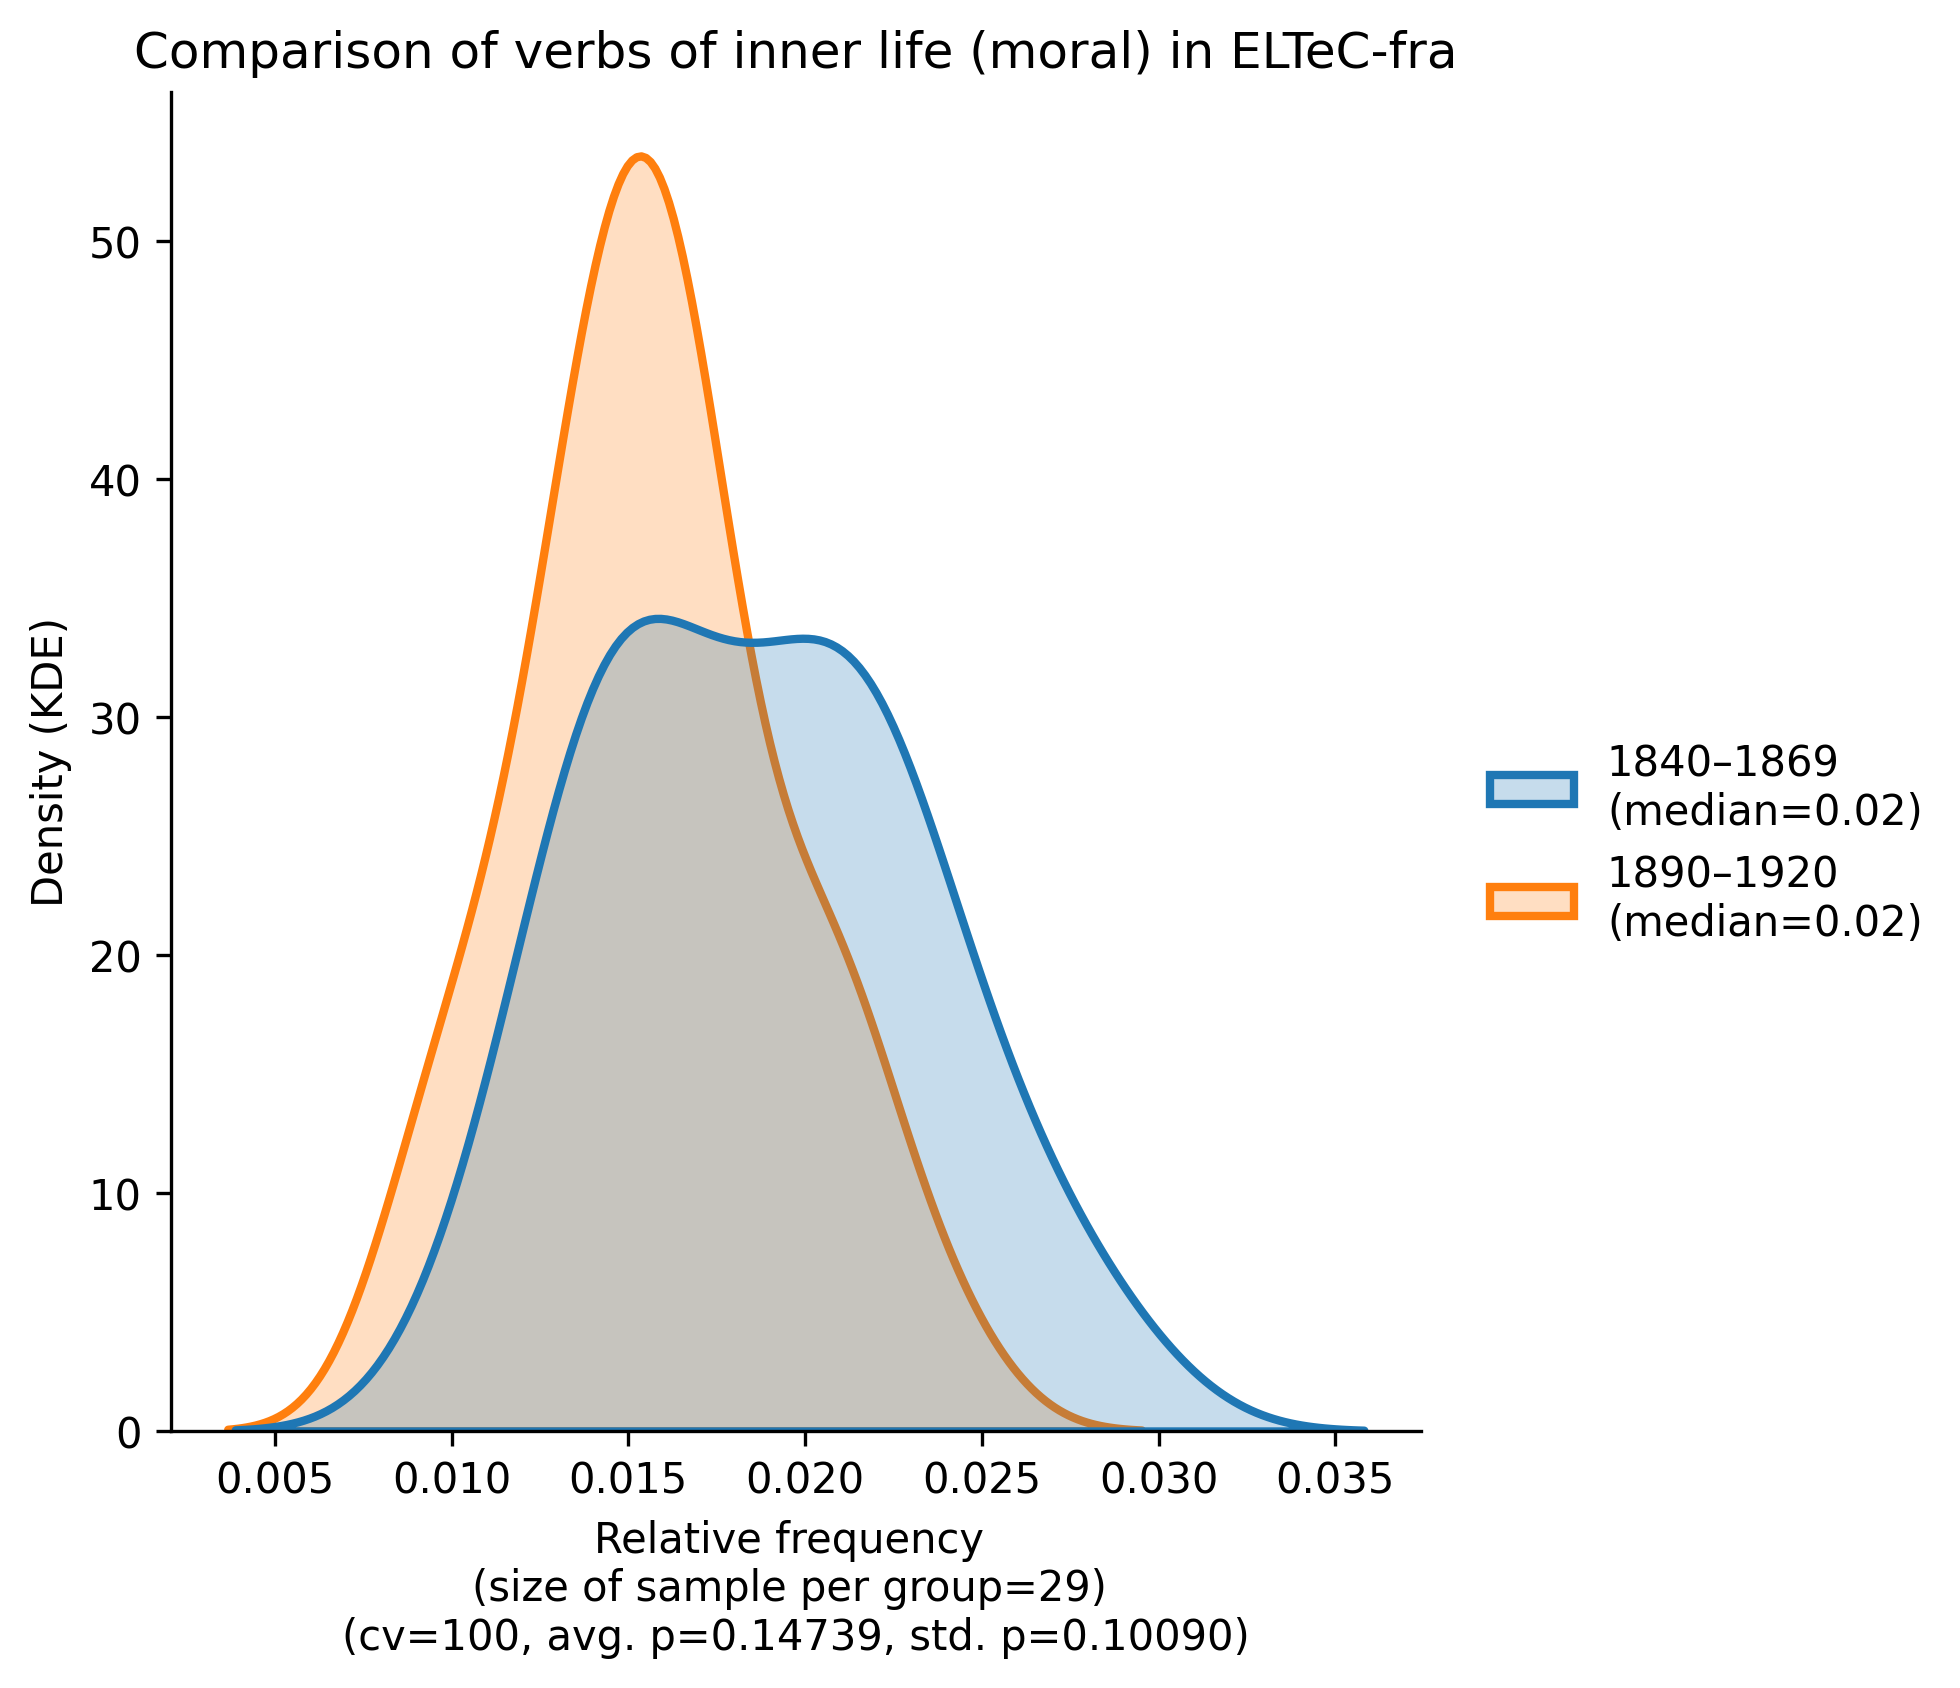 Comparison of verbs of inner life (moral) in ELTeC-fra
Density (KDE)
50
40
30
20
10
0
0.005 0.010 0.015 0.020 0.025 0.030 0.035
Relative frequency
(size of sample per group=29)
(cv=100, avg. p=0.14739, std. p=0.10090)
1840–1869
(median=0.02)
1890–1920
(median=0.02)